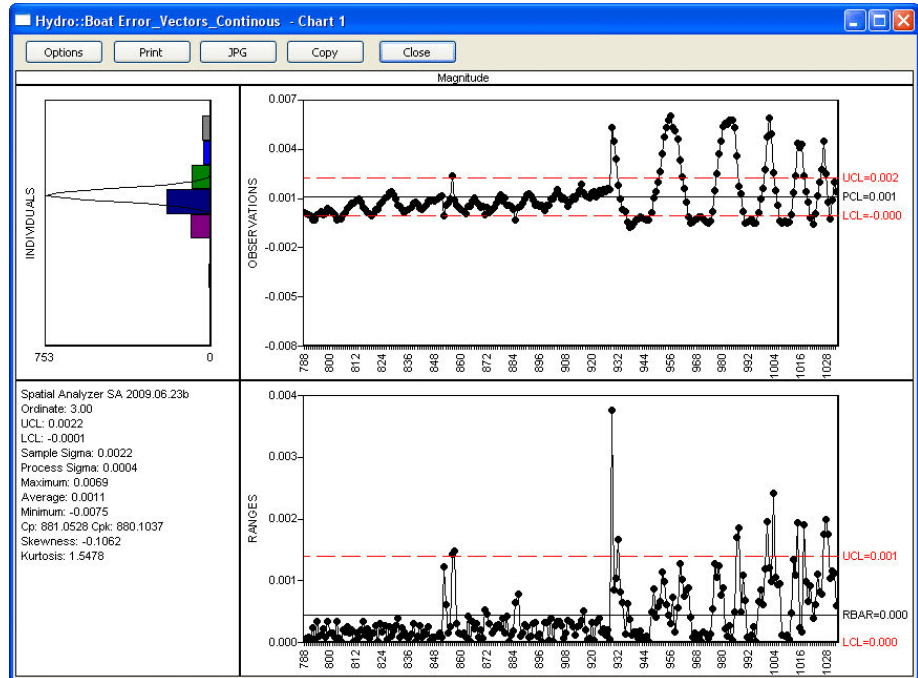 Hydro::Boat Error_Vectors_Continous - Chart 1
Options Print JPG Copy Close
Magnitude
INDIVIDUALS
753 0
OBSERVATIONS
0.007
0.004
0.001
-0.002
-0.005
-0.008
UCL=0.002
PCL=0.001
LCL=-0.000
788 800 812 824 836 848 860 872 884 896 908 920 932 944 956 968 980 992 1004 1016 1028
Spatial Analyzer SA 2009.06.23b
Ordinate: 3.00
UCL: 0.0022
LCL: -0.0001
Sample Sigma: 0.0022
Process Sigma: 0.0004
Maximum: 0.0069
Average: 0.0011
Minimum: -0.0075
Cp: 881.0528 Cpk: 880.1037
Skewness: -0.1062
Kurtosis: 1.5478
RANGES
0.004
0.003
0.002
0.001
0.000
UCL=0.001
RBAR=0.000
LCL=0.000
788 800 812 824 836 848 860 872 884 896 908 920 932 944 956 968 980 992 1004 1016 1028